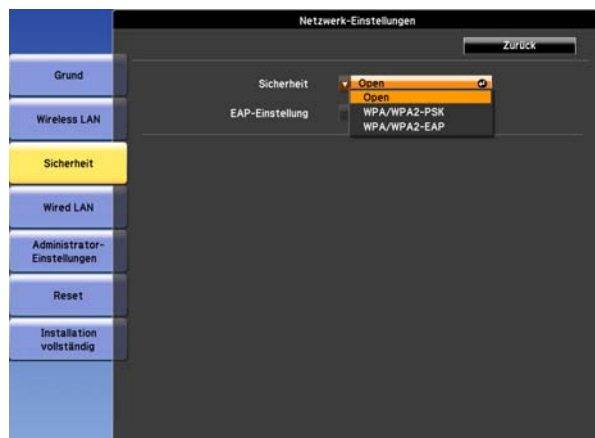 Netzwerk-Einstellungen
Zurück
Grund
Wireless LAN
Sicherheit
Wired LAN
Administrator-
Einstellungen
Reset
Installation
vollständig
Sicherheit
Open
Open
WPA/WPA2-PSK
WPA/WPA2-EAP
EAP-Einstellung